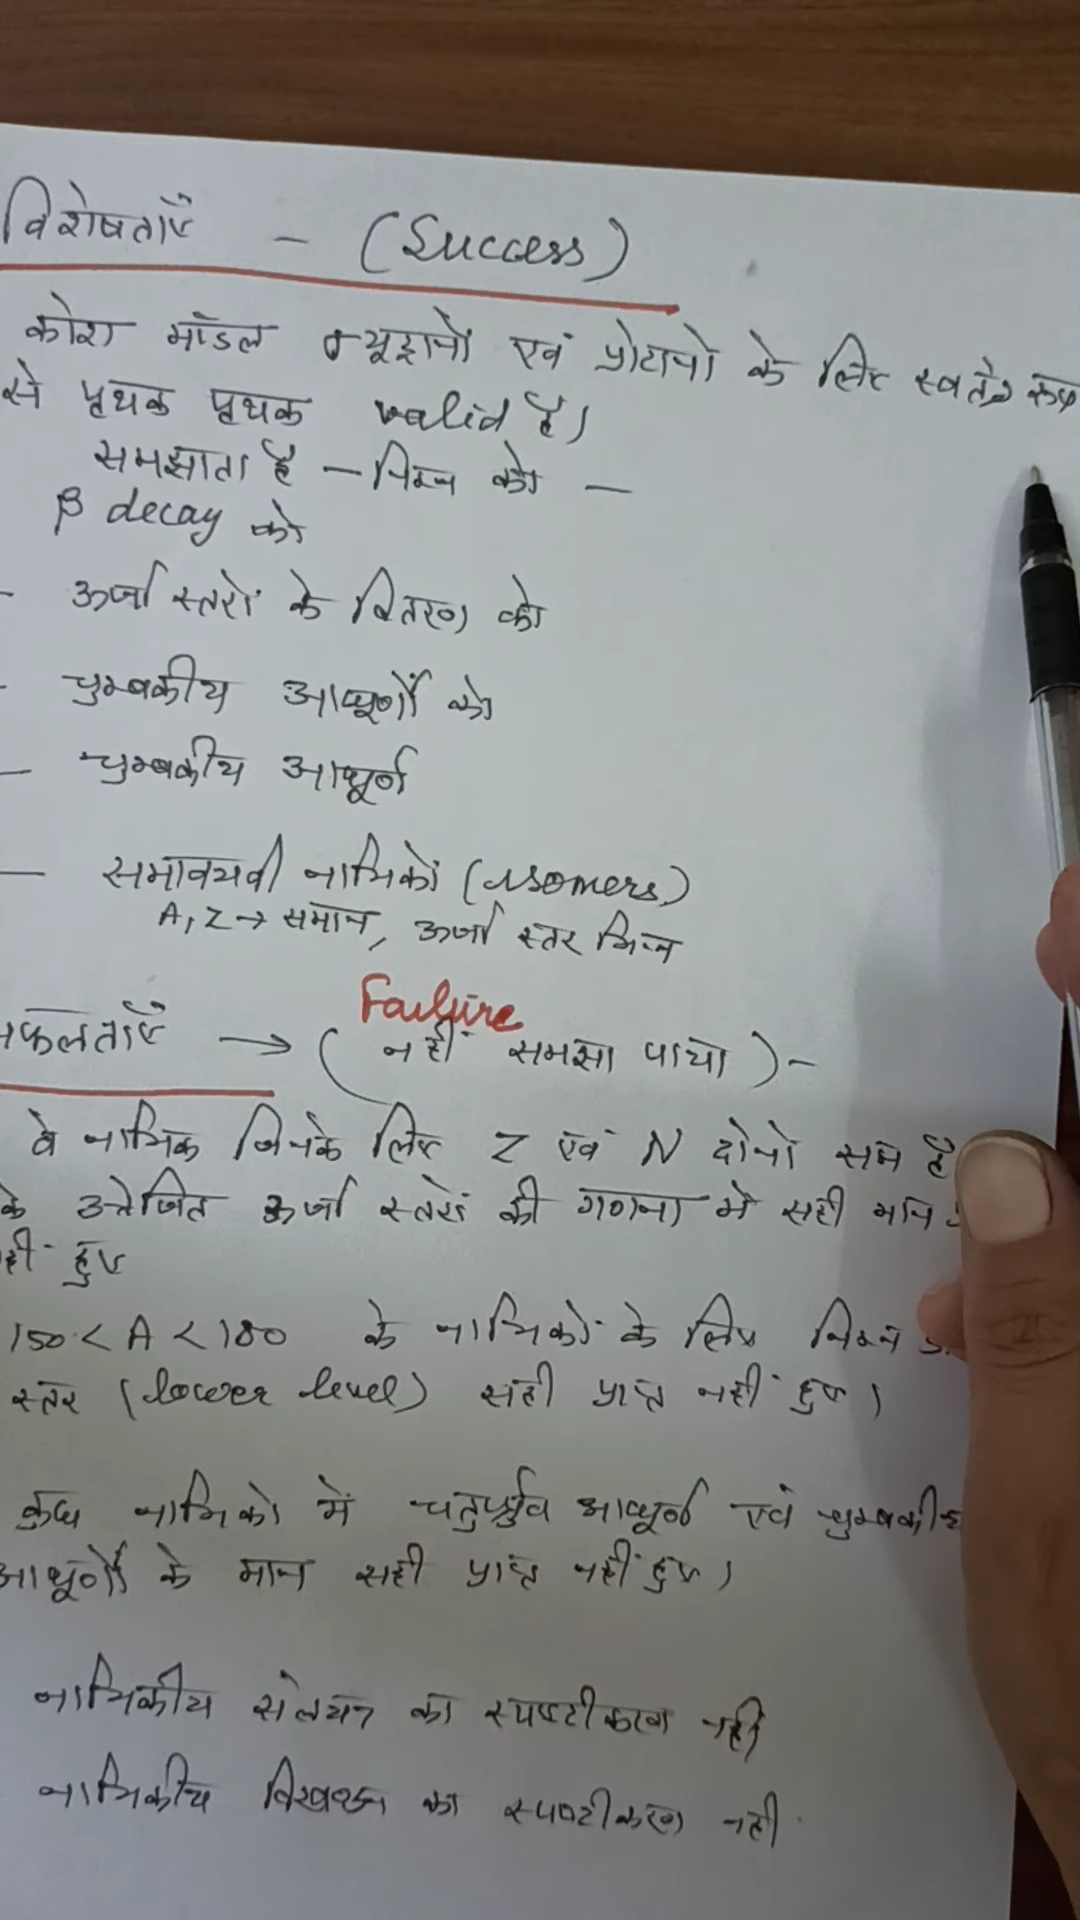 विशेषताएँ - (Success)
कोश मॉडल न्यूट्रानों एवं प्रोटानो के लिए स्वतंत्र रूप
से पृथक पृथक valid है।
समझाता है - निम्न को -
β decay को
- ऊर्जा स्तरों के वितरण को
- चुम्बकीय आघूर्णों को
- चुम्बकीय आघूर्ण
- समावयवी नाभिकों (isomers)
A, Z → समान, ऊर्जा स्तर भिन्न
Failure
फलताएँ → ( नहीं समझा पाया ) -
वे नाभिक जिनके लिए Z एवं N दोनो सम है
के उत्तेजित ऊर्जा स्तरों की गणना में सही मान
ही हुए
150 < A < 180 के नाभिकों के लिए निम्न
स्तर (lower level) सही प्राप्त नहीं हुए।
कुछ नाभिको में चतुर्ध्रुव आघूर्ण एवं चुम्बकीय
आघूर्णों के मान सही प्राप्त नहीं हुए।
नाभिकीय संलयन का स्पष्टीकरण नहीं
नाभिकीय विखण्डन का स्पष्टीकरण नहीं